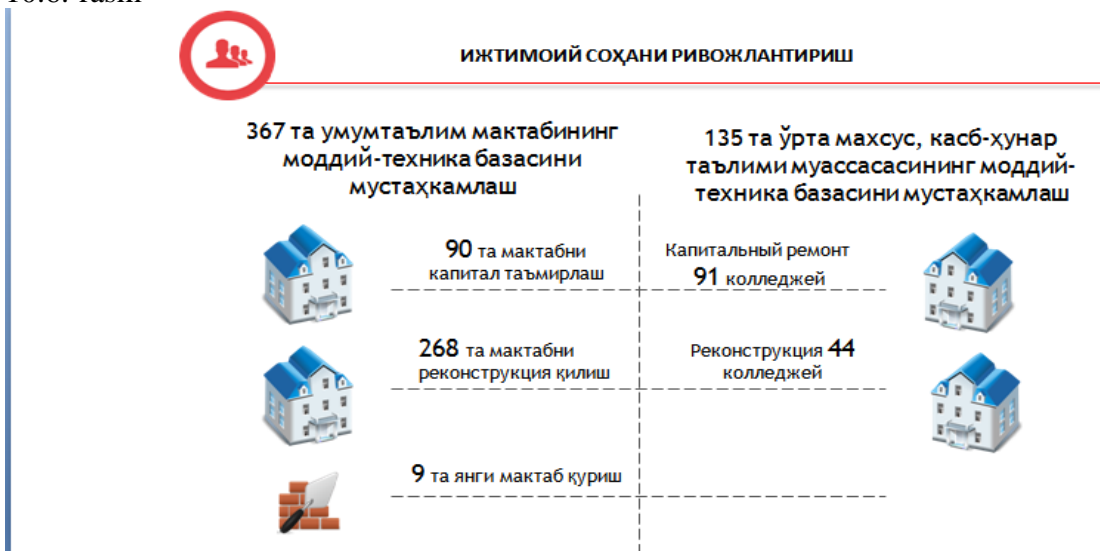 ИЖТИМОИЙ СОҲАНИ РИВОЖЛАНТИРИШ
367 та умумтаълим мактабининг
моддий-техника базасини
мустаҳкамлаш
90 та мактабни
капитал таъмирлаш
268 та мактабни
реконструкция қилиш
9 та янги мактаб қуриш
135 та ўрта махсус, касб-ҳунар
таълими муассасасининг моддий-
техника базасини мустаҳкамлаш
Капитальный ремонт
91 колледжей
Реконструкция 44
колледжей